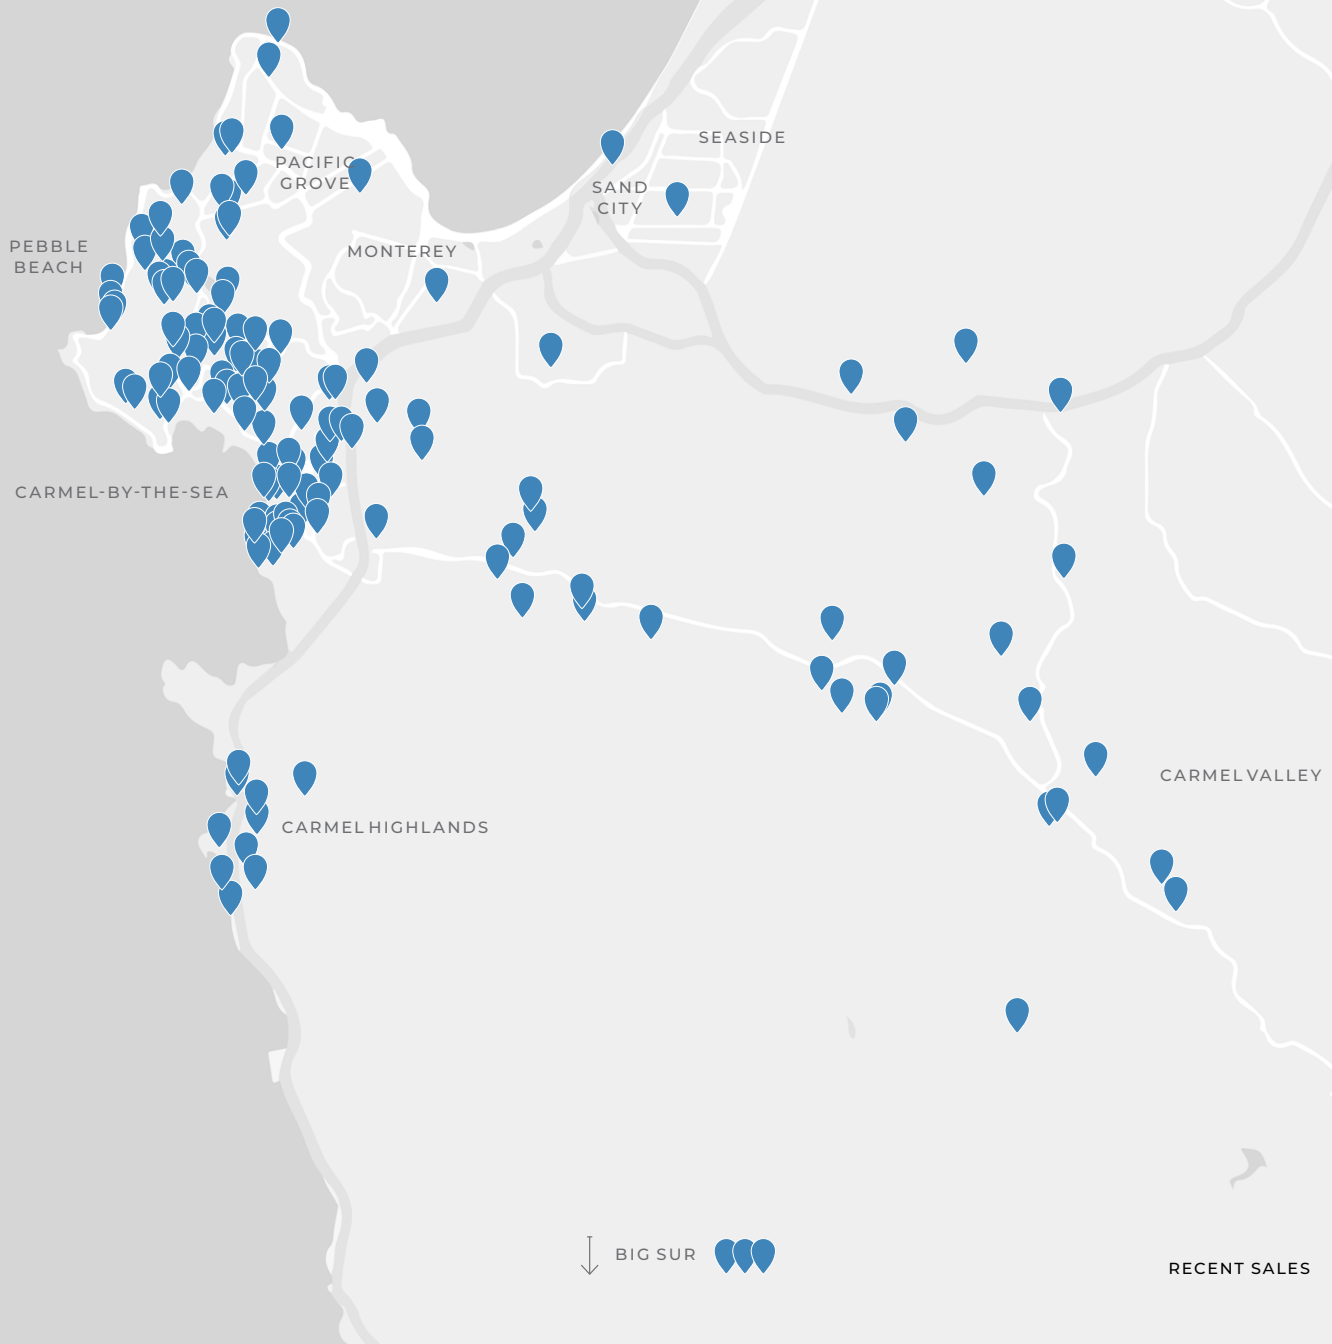 SEASIDE
PACIFIC
GROVE
SAND
CITY
PEBBLE
BEACH
MONTEREY
CARMEL-BY-THE-SEA
CARMEL VALLEY
CARMEL HIGHLANDS
BIG SUR
RECENT SALES